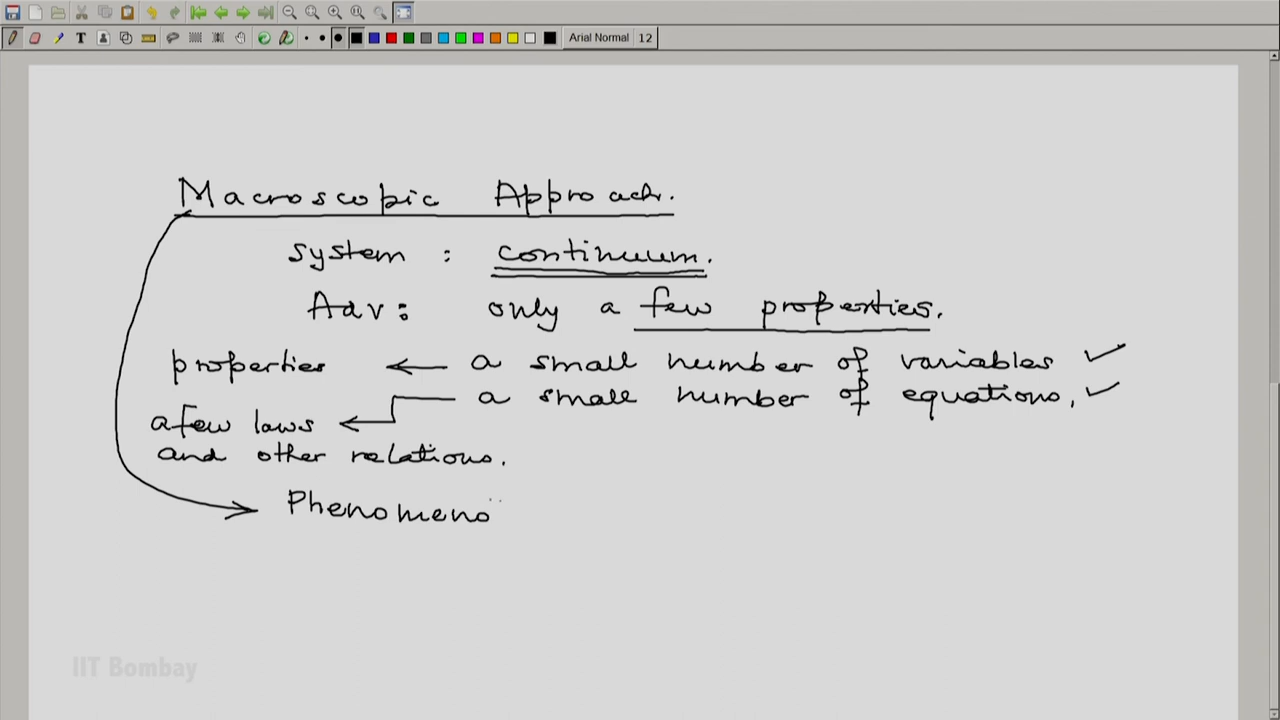 Arial Normal 12
Macroscopic Approach.
system : continuum.
Adv: only a few properties.
properties ← a small number of variables ✓
a small number of equations, ✓
a few laws ←
and other relations.
Phenomeno
IIT Bombay